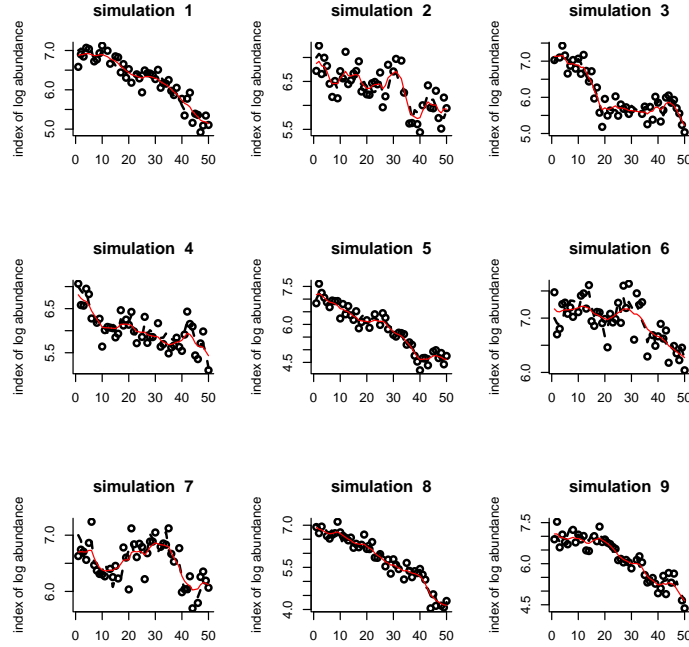 simulation 1
index of log abundance
5.0 6.0 7.0
0 10 20 30 40 50
simulation 2
index of log abundance
5.5 6.5
0 10 20 30 40 50
simulation 3
index of log abundance
5.0 6.0 7.0
0 10 20 30 40 50
simulation 4
index of log abundance
5.5 6.5
0 10 20 30 40 50
simulation 5
index of log abundance
4.5 6.0 7.5
0 10 20 30 40 50
simulation 6
index of log abundance
6.0 7.0
0 10 20 30 40 50
simulation 7
index of log abundance
6.0 7.0
0 10 20 30 40 50
simulation 8
index of log abundance
4.0 5.5 7.0
0 10 20 30 40 50
simulation 9
index of log abundance
4.5 6.0 7.5
0 10 20 30 40 50